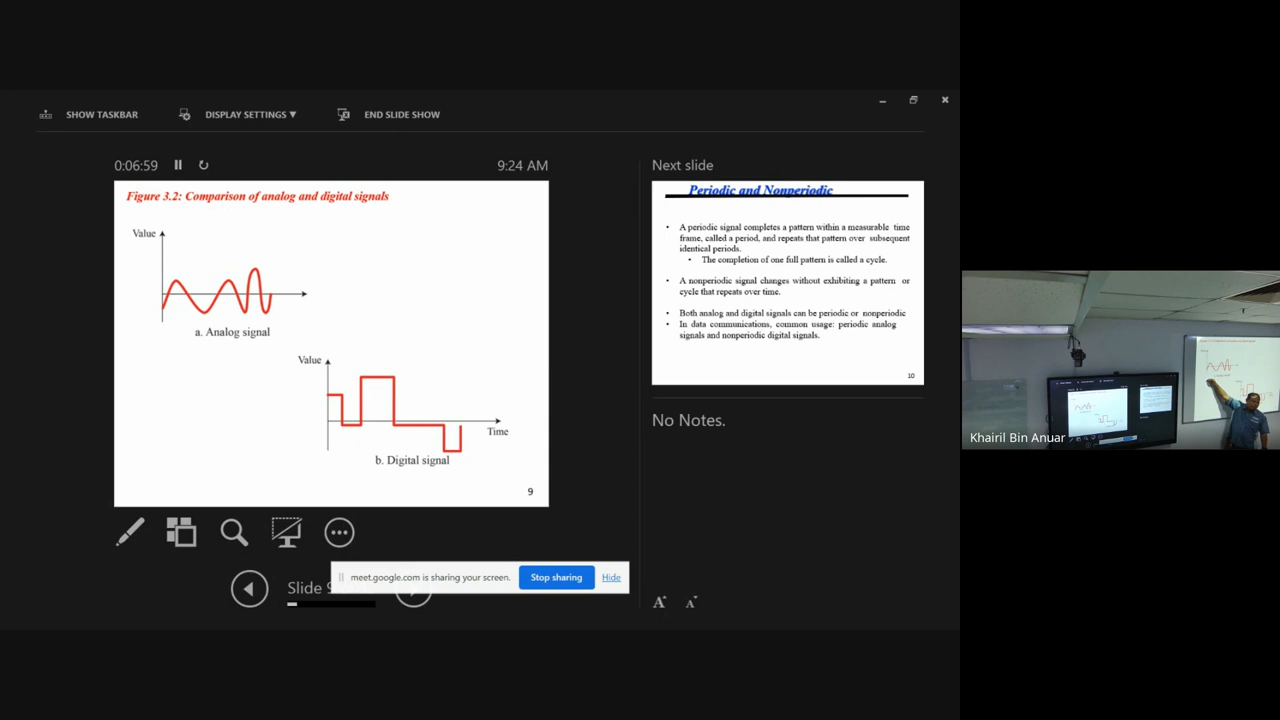 SHOW TASKBAR
DISPLAY SETTINGS ▼
END SLIDE SHOW
0:06:59
9:24 AM
Figure 3.2: Comparison of analog and digital signals
Value
a. Analog signal
Value
Time
b. Digital signal
9
Next slide
Periodic and Nonperiodic
• A periodic signal completes a pattern within a measurable time
frame, called a period, and repeats that pattern over subsequent
identical periods.
• The completion of one full pattern is called a cycle.
• A nonperiodic signal changes without exhibiting a pattern or
cycle that repeats over time.
• Both analog and digital signals can be periodic or nonperiodic
• In data communications, common usage: periodic analog
signals and nonperiodic digital signals.
10
No Notes.
meet.google.com is sharing your screen.
Stop sharing
Hide
Slide
A A
Khairil Bin Anuar